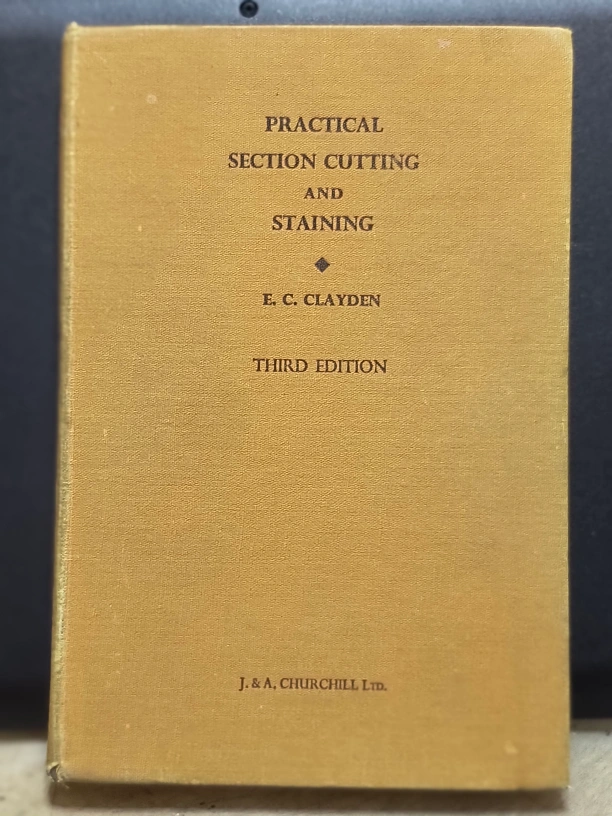 PRACTICAL
SECTION CUTTING
AND
STAINING
E. C. CLAYDEN
THIRD EDITION
J. & A. CHURCHILL LTD.